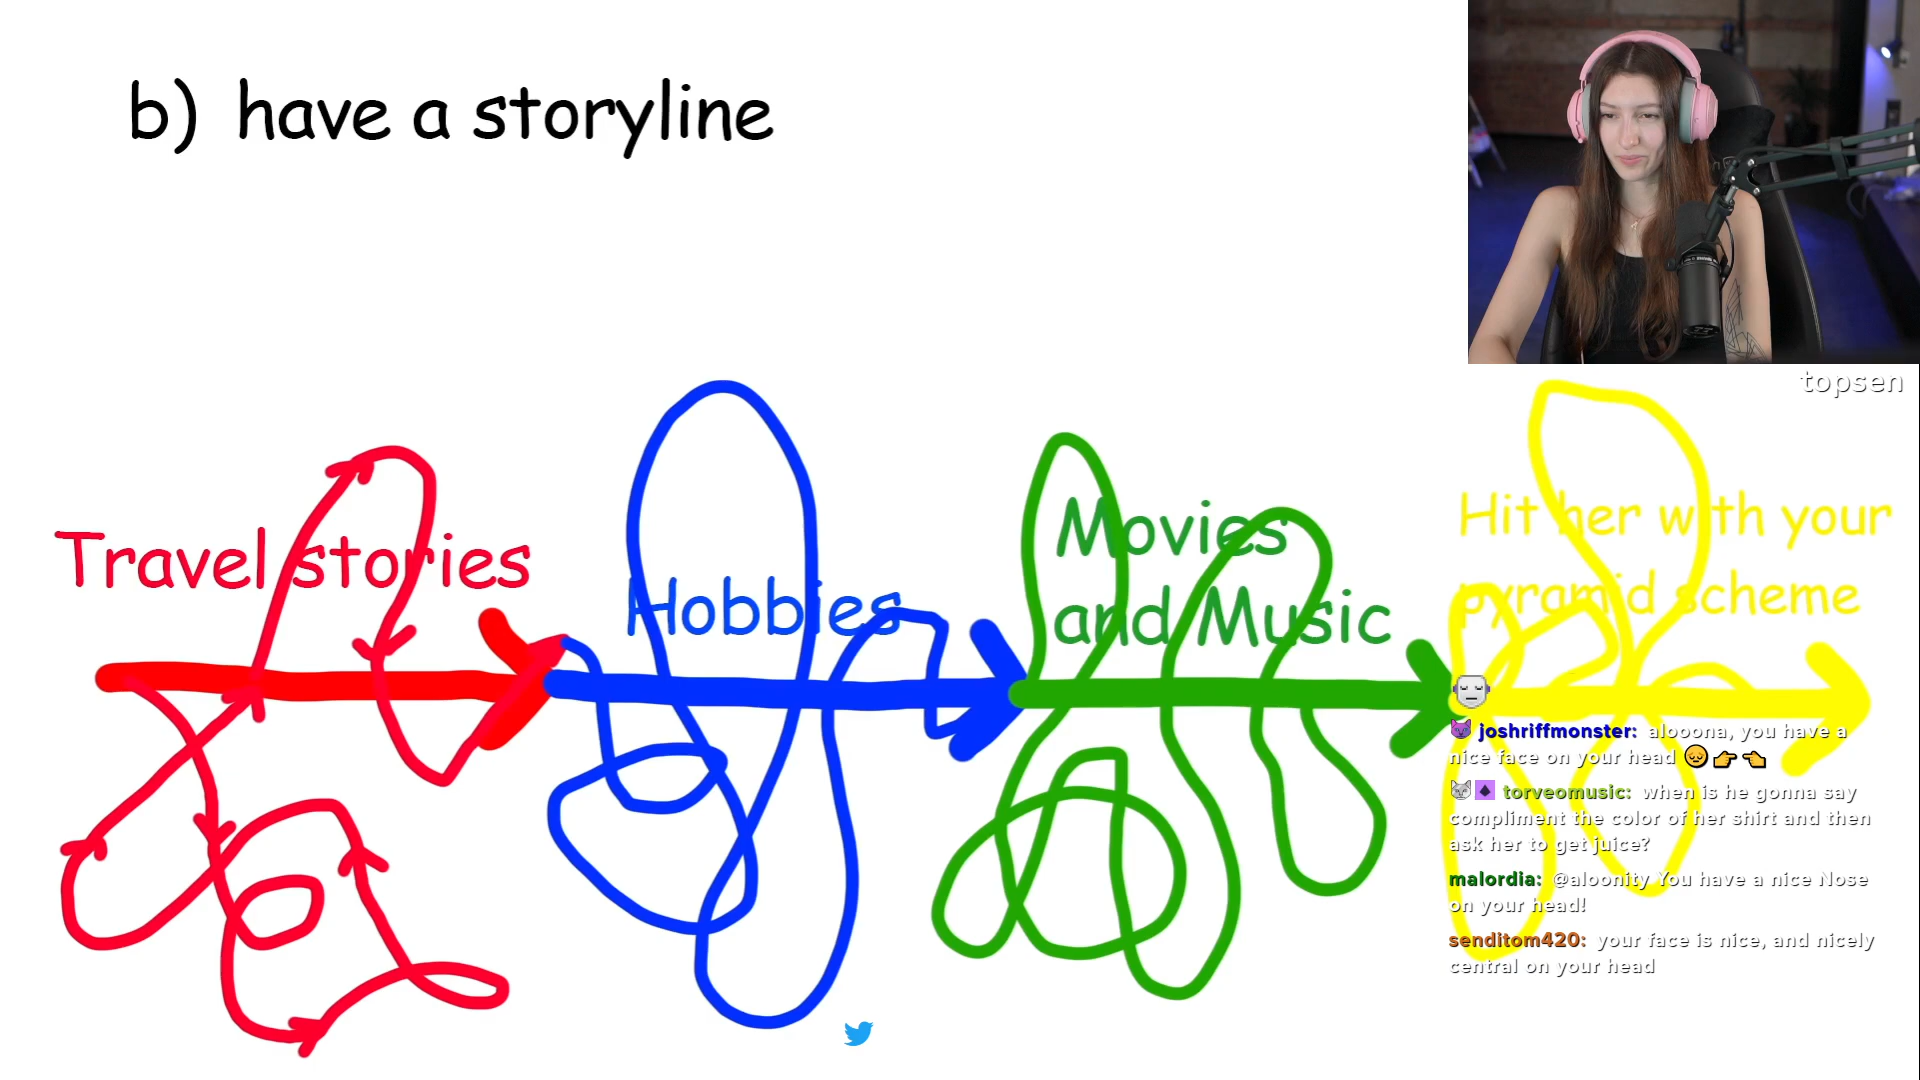 b) have a storyline
topsen
Travel stories
Hobbies
Movies
and Music
Hit her with your
pyramid scheme
joshriffmonster: alooona, you have a
nice face on your head 😔👉👈
torveomusic: when is he gonna say
compliment the color of her shirt and then
ask her to get juice?
malordia: @aloonity You have a nice Nose
on your head!
senditom420: your face is nice, and nicely
central on your head